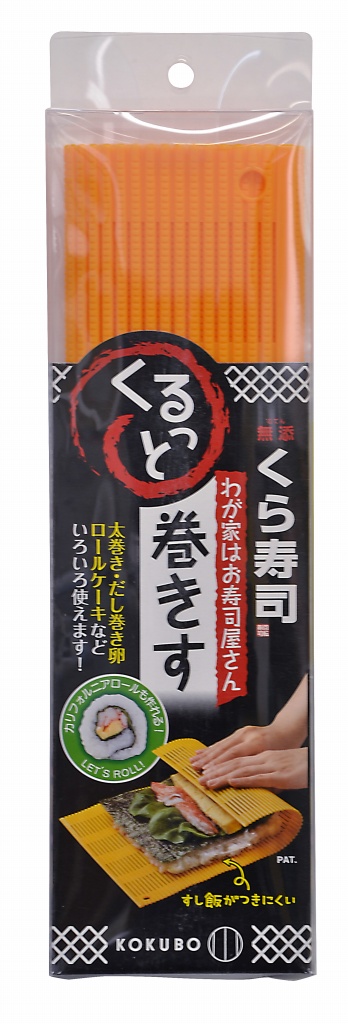 くるっと
巻きす
無添
くら寿司
わが家はお寿司屋さん
太巻き・だし巻き卵
ロールケーキなど
いろいろ使えます!
カリフォルニアロールも作れる!
LET'S ROLL!
PAT.
すし飯がつきにくい
KOKUBO